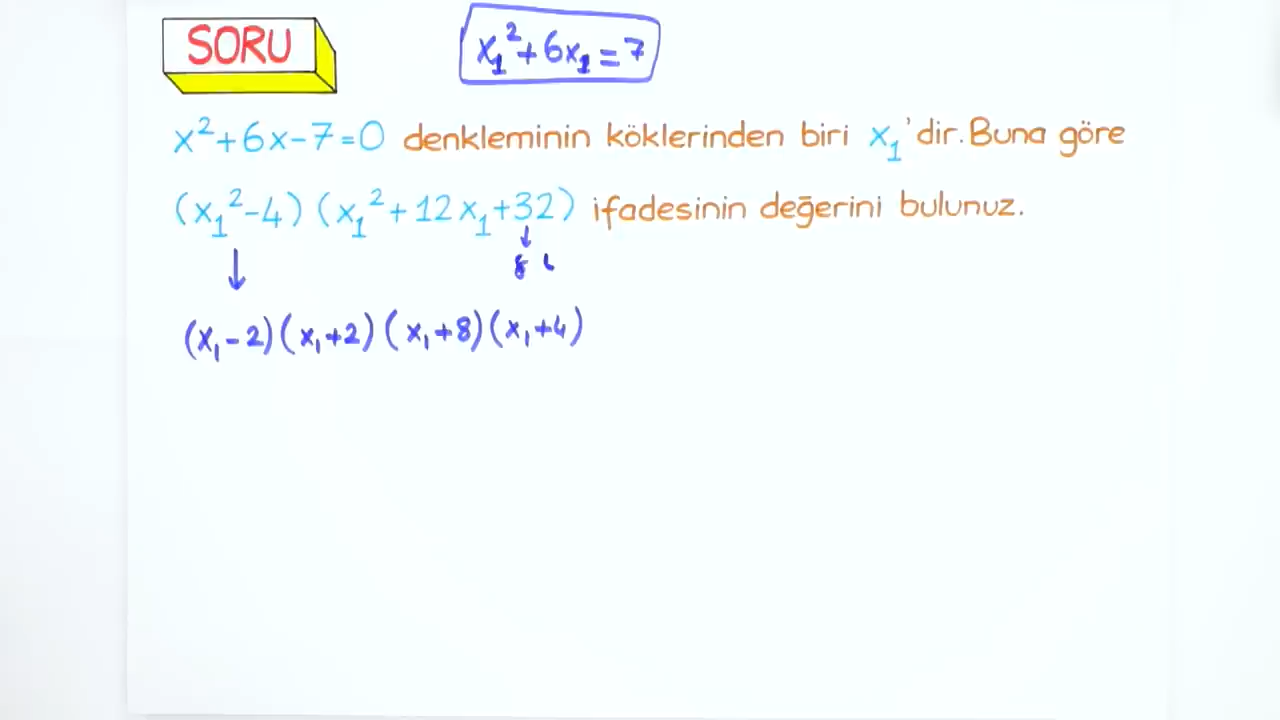 SORU
x₁²+6x₁=7
x²+6x-7=0 denkleminin köklerinden biri x₁'dir. Buna göre
(x₁²-4) (x₁²+12x₁+32) ifadesinin değerini bulunuz.
↓ ↓
8
(x₁-2)(x₁+2)(x₁+8)(x₁+4)